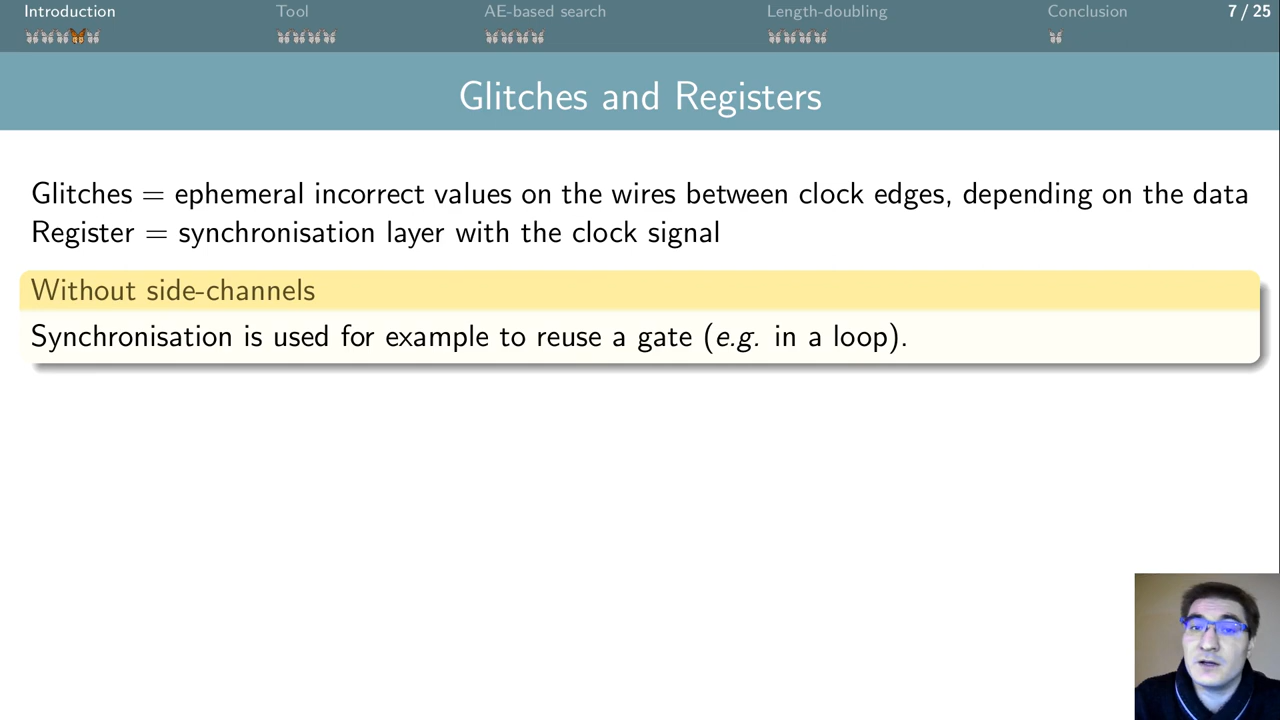 Introduction
Tool
AE-based search
Length-doubling
Conclusion
7 / 25
Glitches and Registers
Glitches = ephemeral incorrect values on the wires between clock edges, depending on the data
Register = synchronisation layer with the clock signal
Without side-channels
Synchronisation is used for example to reuse a gate (e.g. in a loop).